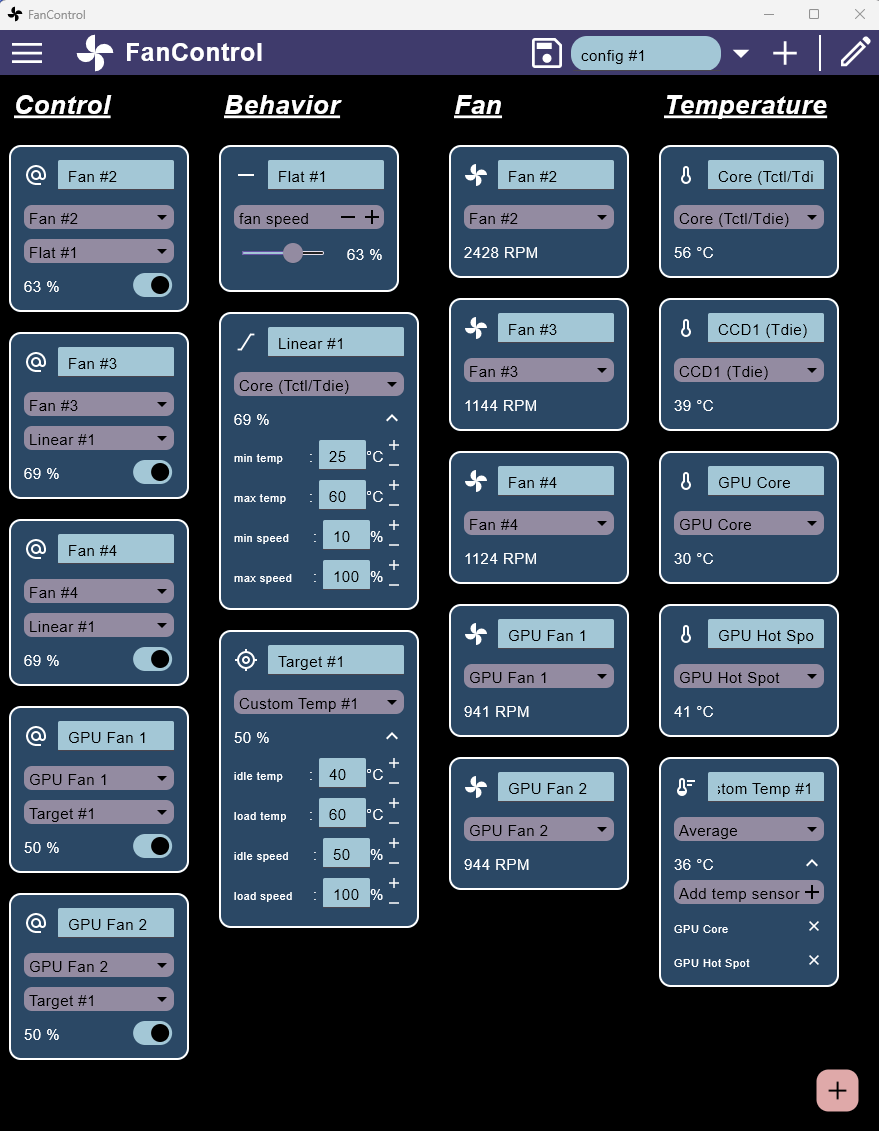 FanControl
FanControl
config #1
Control
Fan #2
Fan #2
Flat #1
63 %
Fan #3
Fan #3
Linear #1
69 %
Fan #4
Fan #4
Linear #1
69 %
GPU Fan 1
GPU Fan 1
Target #1
50 %
GPU Fan 2
GPU Fan 2
Target #1
50 %
Behavior
Flat #1
fan speed
63 %
Linear #1
Core (Tctl/Tdie)
69 %
min temp : 25 °C
max temp : 60 °C
min speed : 10 %
max speed : 100 %
Target #1
Custom Temp #1
50 %
idle temp : 40 °C
load temp : 60 °C
idle speed : 50 %
load speed : 100 %
Fan
Fan #2
Fan #2
2428 RPM
Fan #3
Fan #3
1144 RPM
Fan #4
Fan #4
1124 RPM
GPU Fan 1
GPU Fan 1
941 RPM
GPU Fan 2
GPU Fan 2
944 RPM
Temperature
Core (Tctl/Tdi
Core (Tctl/Tdie)
56 °C
CCD1 (Tdie)
CCD1 (Tdie)
39 °C
GPU Core
GPU Core
30 °C
GPU Hot Spo
GPU Hot Spot
41 °C
stom Temp #1
Average
36 °C
Add temp sensor
GPU Core
GPU Hot Spot